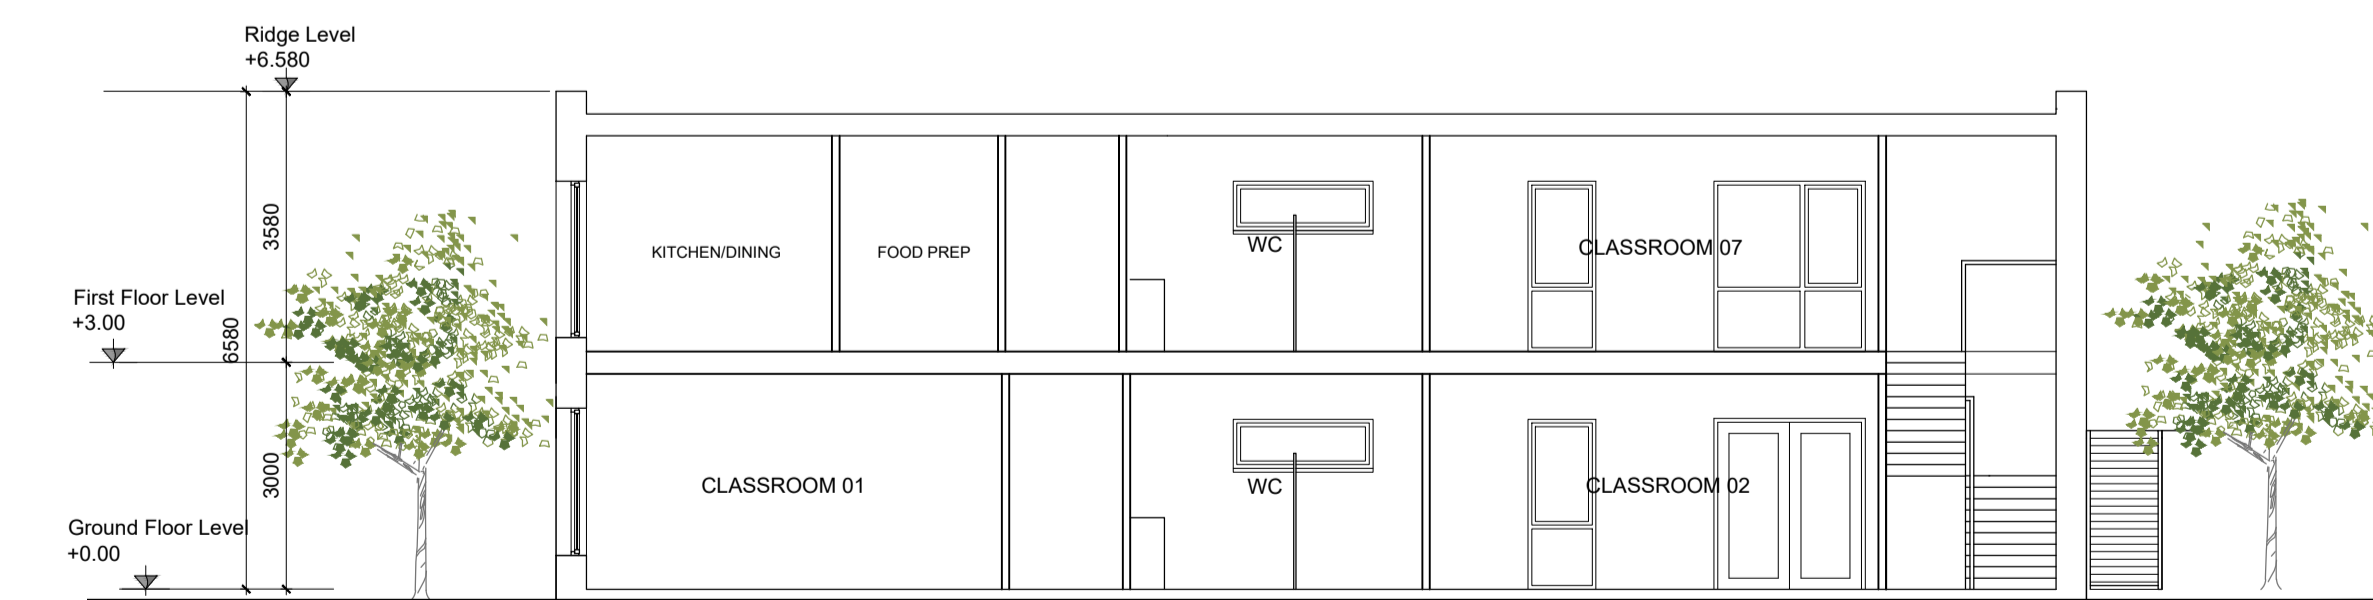 Ridge Level
+6.580
3580
KITCHEN/DINING
FOOD PREP
WC
CLASSROOM 07
First Floor Level
+3.00
6580
3000
CLASSROOM 01
WC
CLASSROOM 02
Ground Floor Level
+0.00